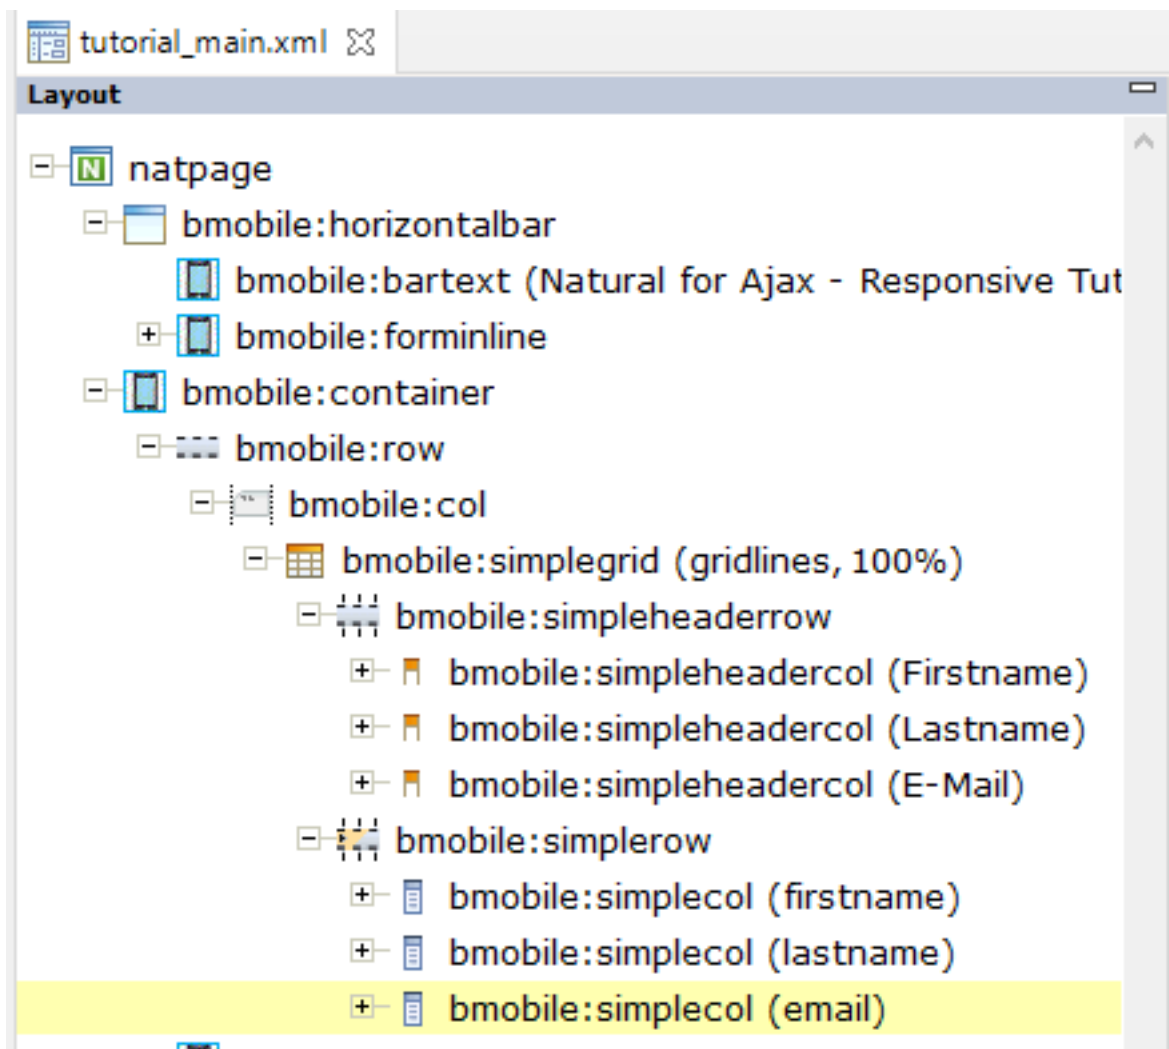 tutorial_main.xml
Layout
natpage
bmobile:horizontalbar
bmobile:bartext (Natural for Ajax - Responsive Tut
bmobile:forminline
bmobile:container
bmobile:row
bmobile:col
bmobile:simplegrid (gridlines, 100%)
bmobile:simpleheaderrow
bmobile:simpleheadercol (Firstname)
bmobile:simpleheadercol (Lastname)
bmobile:simpleheadercol (E-Mail)
bmobile:simplerow
bmobile:simplecol (firstname)
bmobile:simplecol (lastname)
bmobile:simplecol (email)